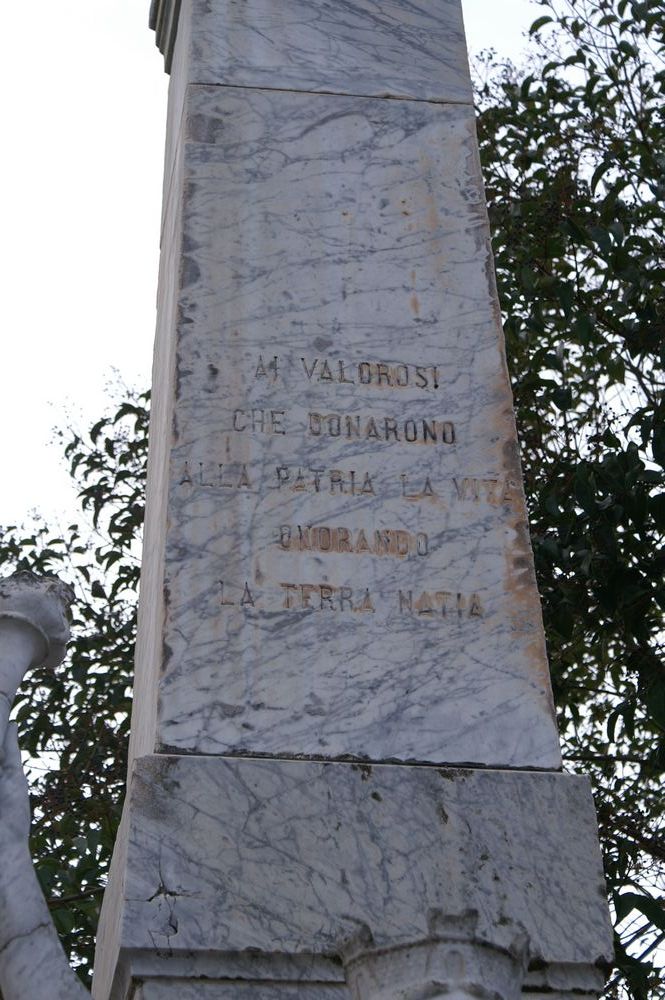 AI VALOROSI
CHE DONARONO
ALLA PATRIA LA VITA
ONORANDO
LA TERRA NATIA